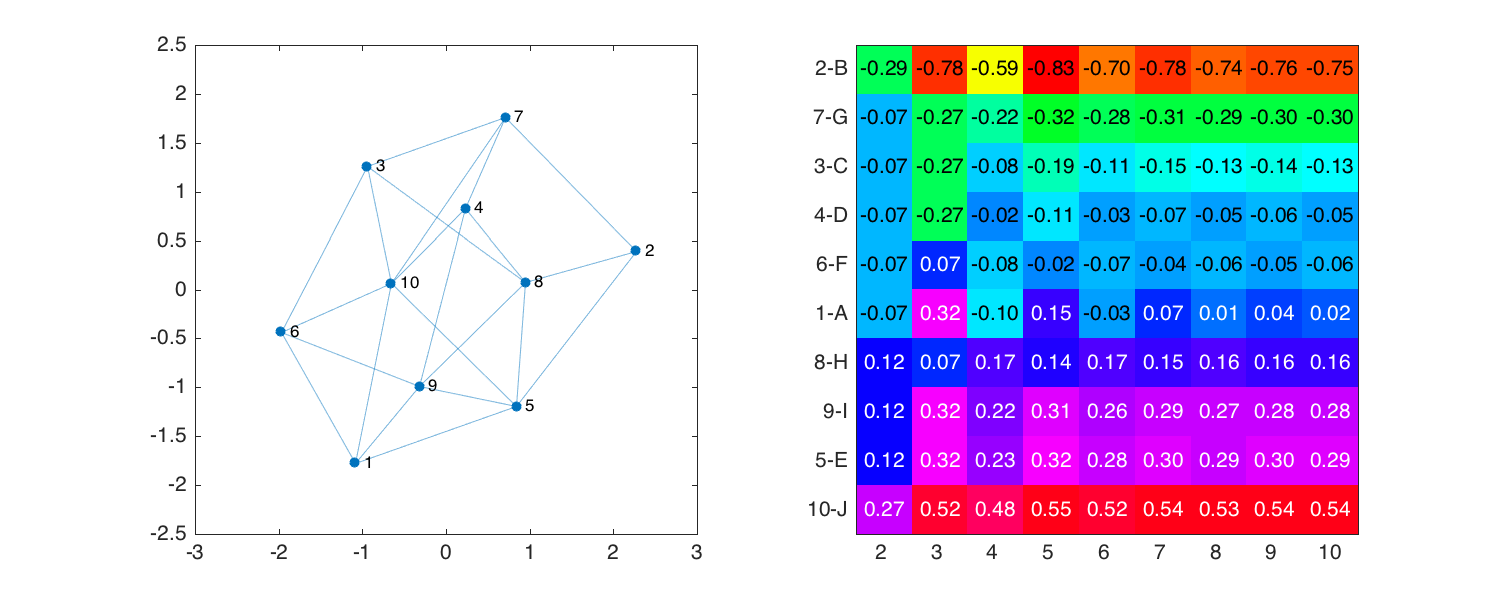 2.5
2
1.5
1
0.5
0
-0.5
-1
-1.5
-2
-2.5
-3 -2 -1 0 1 2 3
7
3
4
2
10
8
6
9
5
1
2-B -0.29 -0.78 -0.59 -0.83 -0.70 -0.78 -0.74 -0.76 -0.75
7-G -0.07 -0.27 -0.22 -0.32 -0.28 -0.31 -0.29 -0.30 -0.30
3-C -0.07 -0.27 -0.08 -0.19 -0.11 -0.15 -0.13 -0.14 -0.13
4-D -0.07 -0.27 -0.02 -0.11 -0.03 -0.07 -0.05 -0.06 -0.05
6-F -0.07 0.07 -0.08 -0.02 -0.07 -0.04 -0.06 -0.05 -0.06
1-A -0.07 0.32 -0.10 0.15 -0.03 0.07 0.01 0.04 0.02
8-H 0.12 0.07 0.17 0.14 0.17 0.15 0.16 0.16 0.16
9-I 0.12 0.32 0.22 0.31 0.26 0.29 0.27 0.28 0.28
5-E 0.12 0.32 0.23 0.32 0.28 0.30 0.29 0.30 0.29
10-J 0.27 0.52 0.48 0.55 0.52 0.54 0.53 0.54 0.54
2 3 4 5 6 7 8 9 10